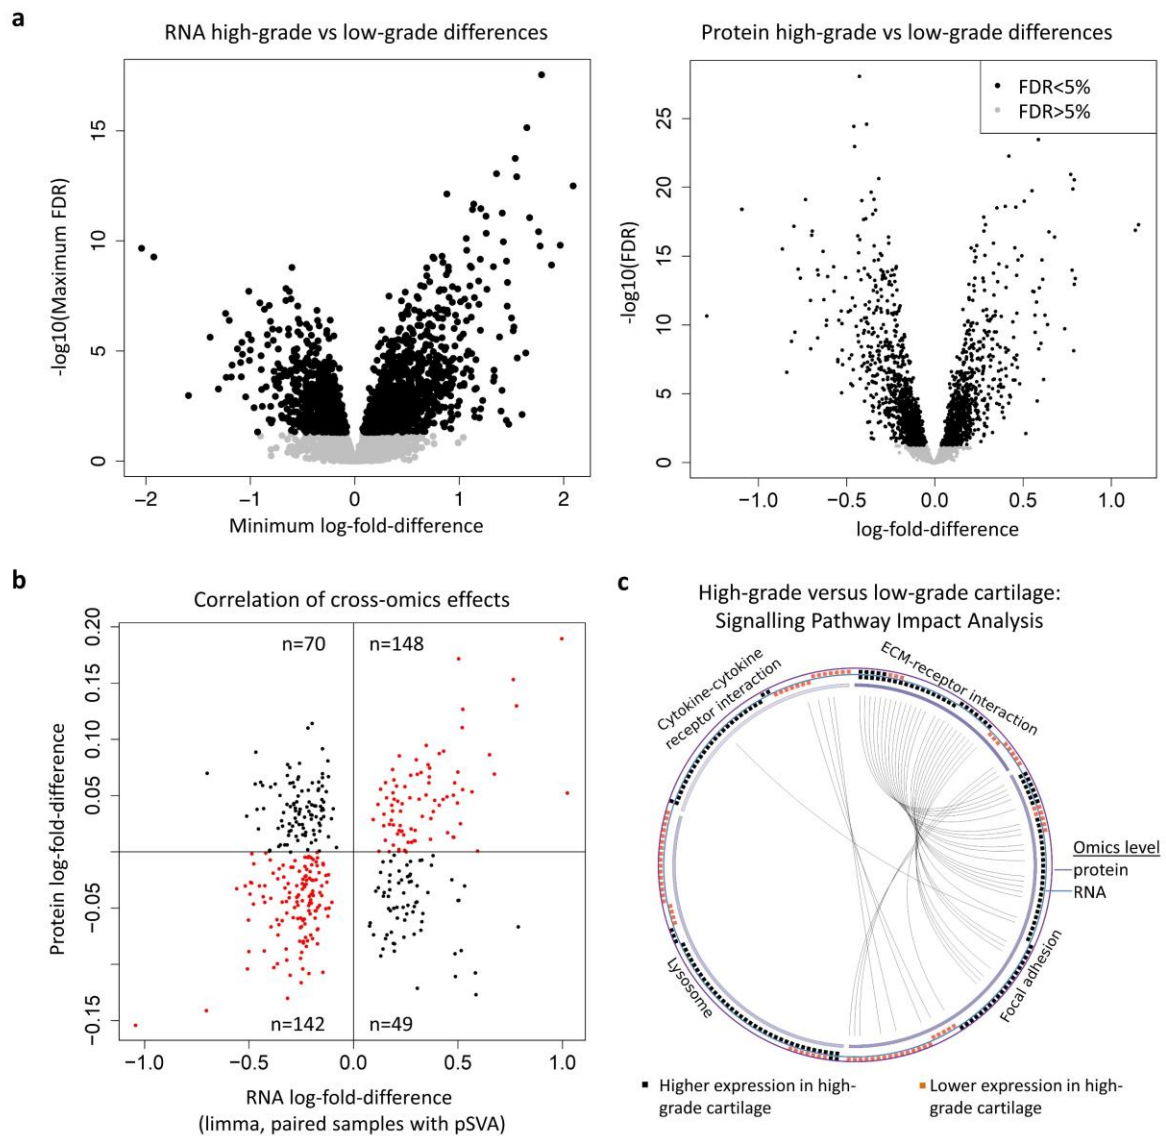 a
RNA high-grade vs low-grade differences
-log10(Maximum FDR)
15
10
5
0
−2
−1
0
1
2
Minimum log-fold-difference
Protein high-grade vs low-grade differences
FDR<5%
FDR>5%
-log10(FDR)
25
20
15
10
5
0
−1.0
−0.5
0.0
0.5
1.0
log-fold-difference
b
Correlation of cross-omics effects
n=70
n=148
n=142
n=49
Protein log-fold-difference
0.20
0.15
0.10
0.05
−0.05
−0.15
−1.0
−0.5
0.0
0.5
1.0
RNA log-fold-difference
(limma, paired samples with pSVA)
c
High-grade versus low-grade cartilage:
Signalling Pathway Impact Analysis
Cytokine-cytokine
receptor interaction
ECM-receptor interaction
Omics level
protein
RNA
Focal adhesion
Lysosome
Higher expression in high-
grade cartilage
Lower expression in high-
grade cartilage